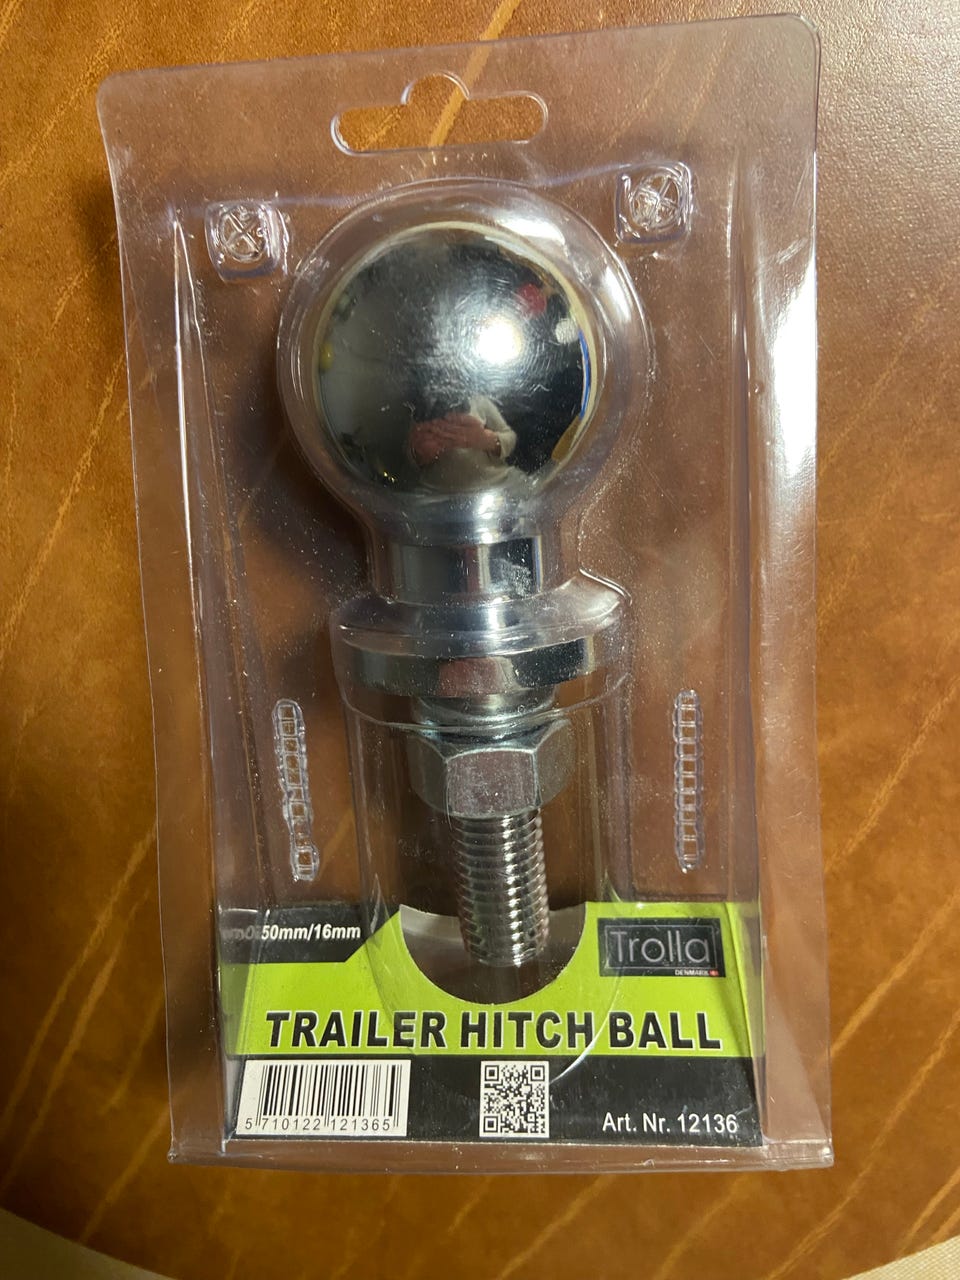 50mm/16mm
Trolla
DENMARK
TRAILER HITCH BALL
5 710122 121365
Art. Nr. 12136